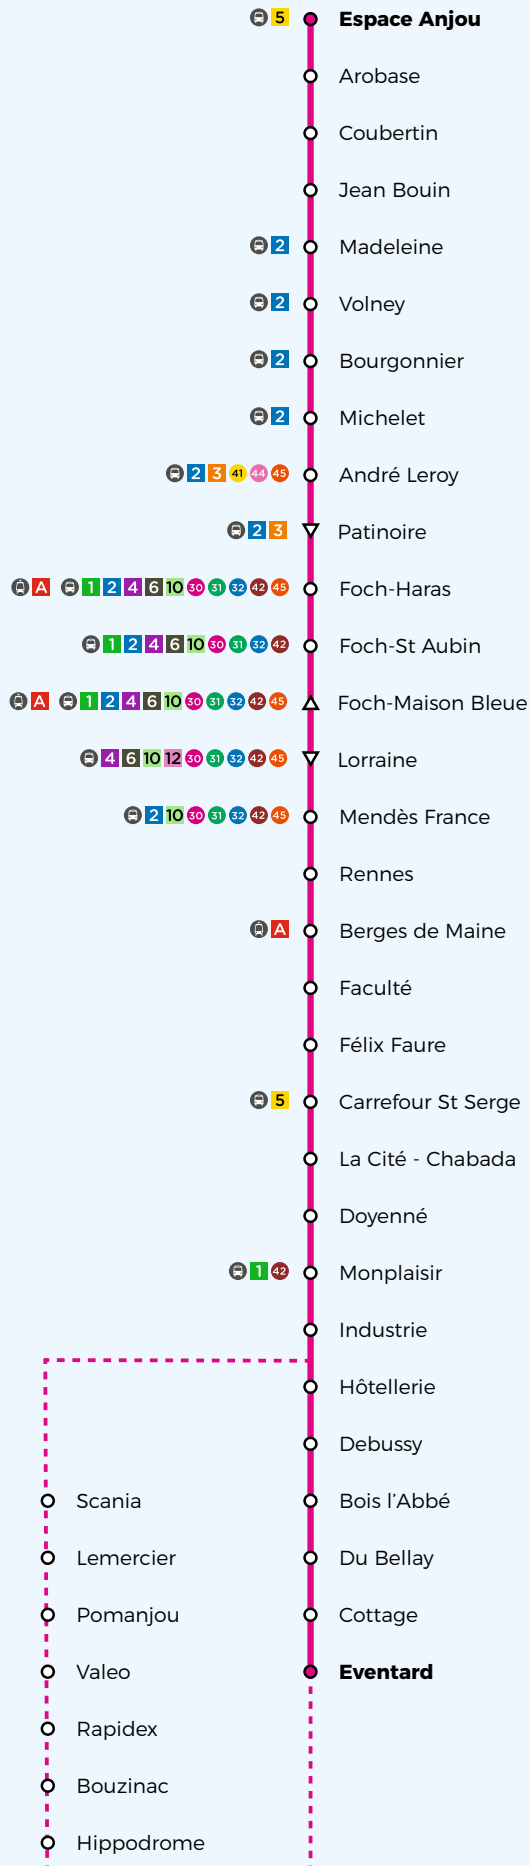 5 Espace Anjou
Arobase
Coubertin
Jean Bouin
2 Madeleine
2 Volney
2 Bourgonnier
2 Michelet
2 3 41 44 45 André Leroy
2 3 Patinoire
A 1 2 4 6 10 30 31 32 42 45 Foch-Haras
1 2 4 6 10 30 31 32 42 Foch-St Aubin
A 1 2 4 6 10 30 31 32 42 45 Foch-Maison Bleue
4 6 10 12 30 31 32 42 45 Lorraine
2 10 30 31 32 42 45 Mendès France
Rennes
A Berges de Maine
Faculté
Félix Faure
5 Carrefour St Serge
La Cité - Chabada
Doyenné
1 42 Monplaisir
Industrie
Hôtellerie
Debussy
Scania
Bois l’Abbé
Lemercier
Du Bellay
Pomanjou
Cottage
Valeo
Eventard
Rapidex
Bouzinac
Hippodrome